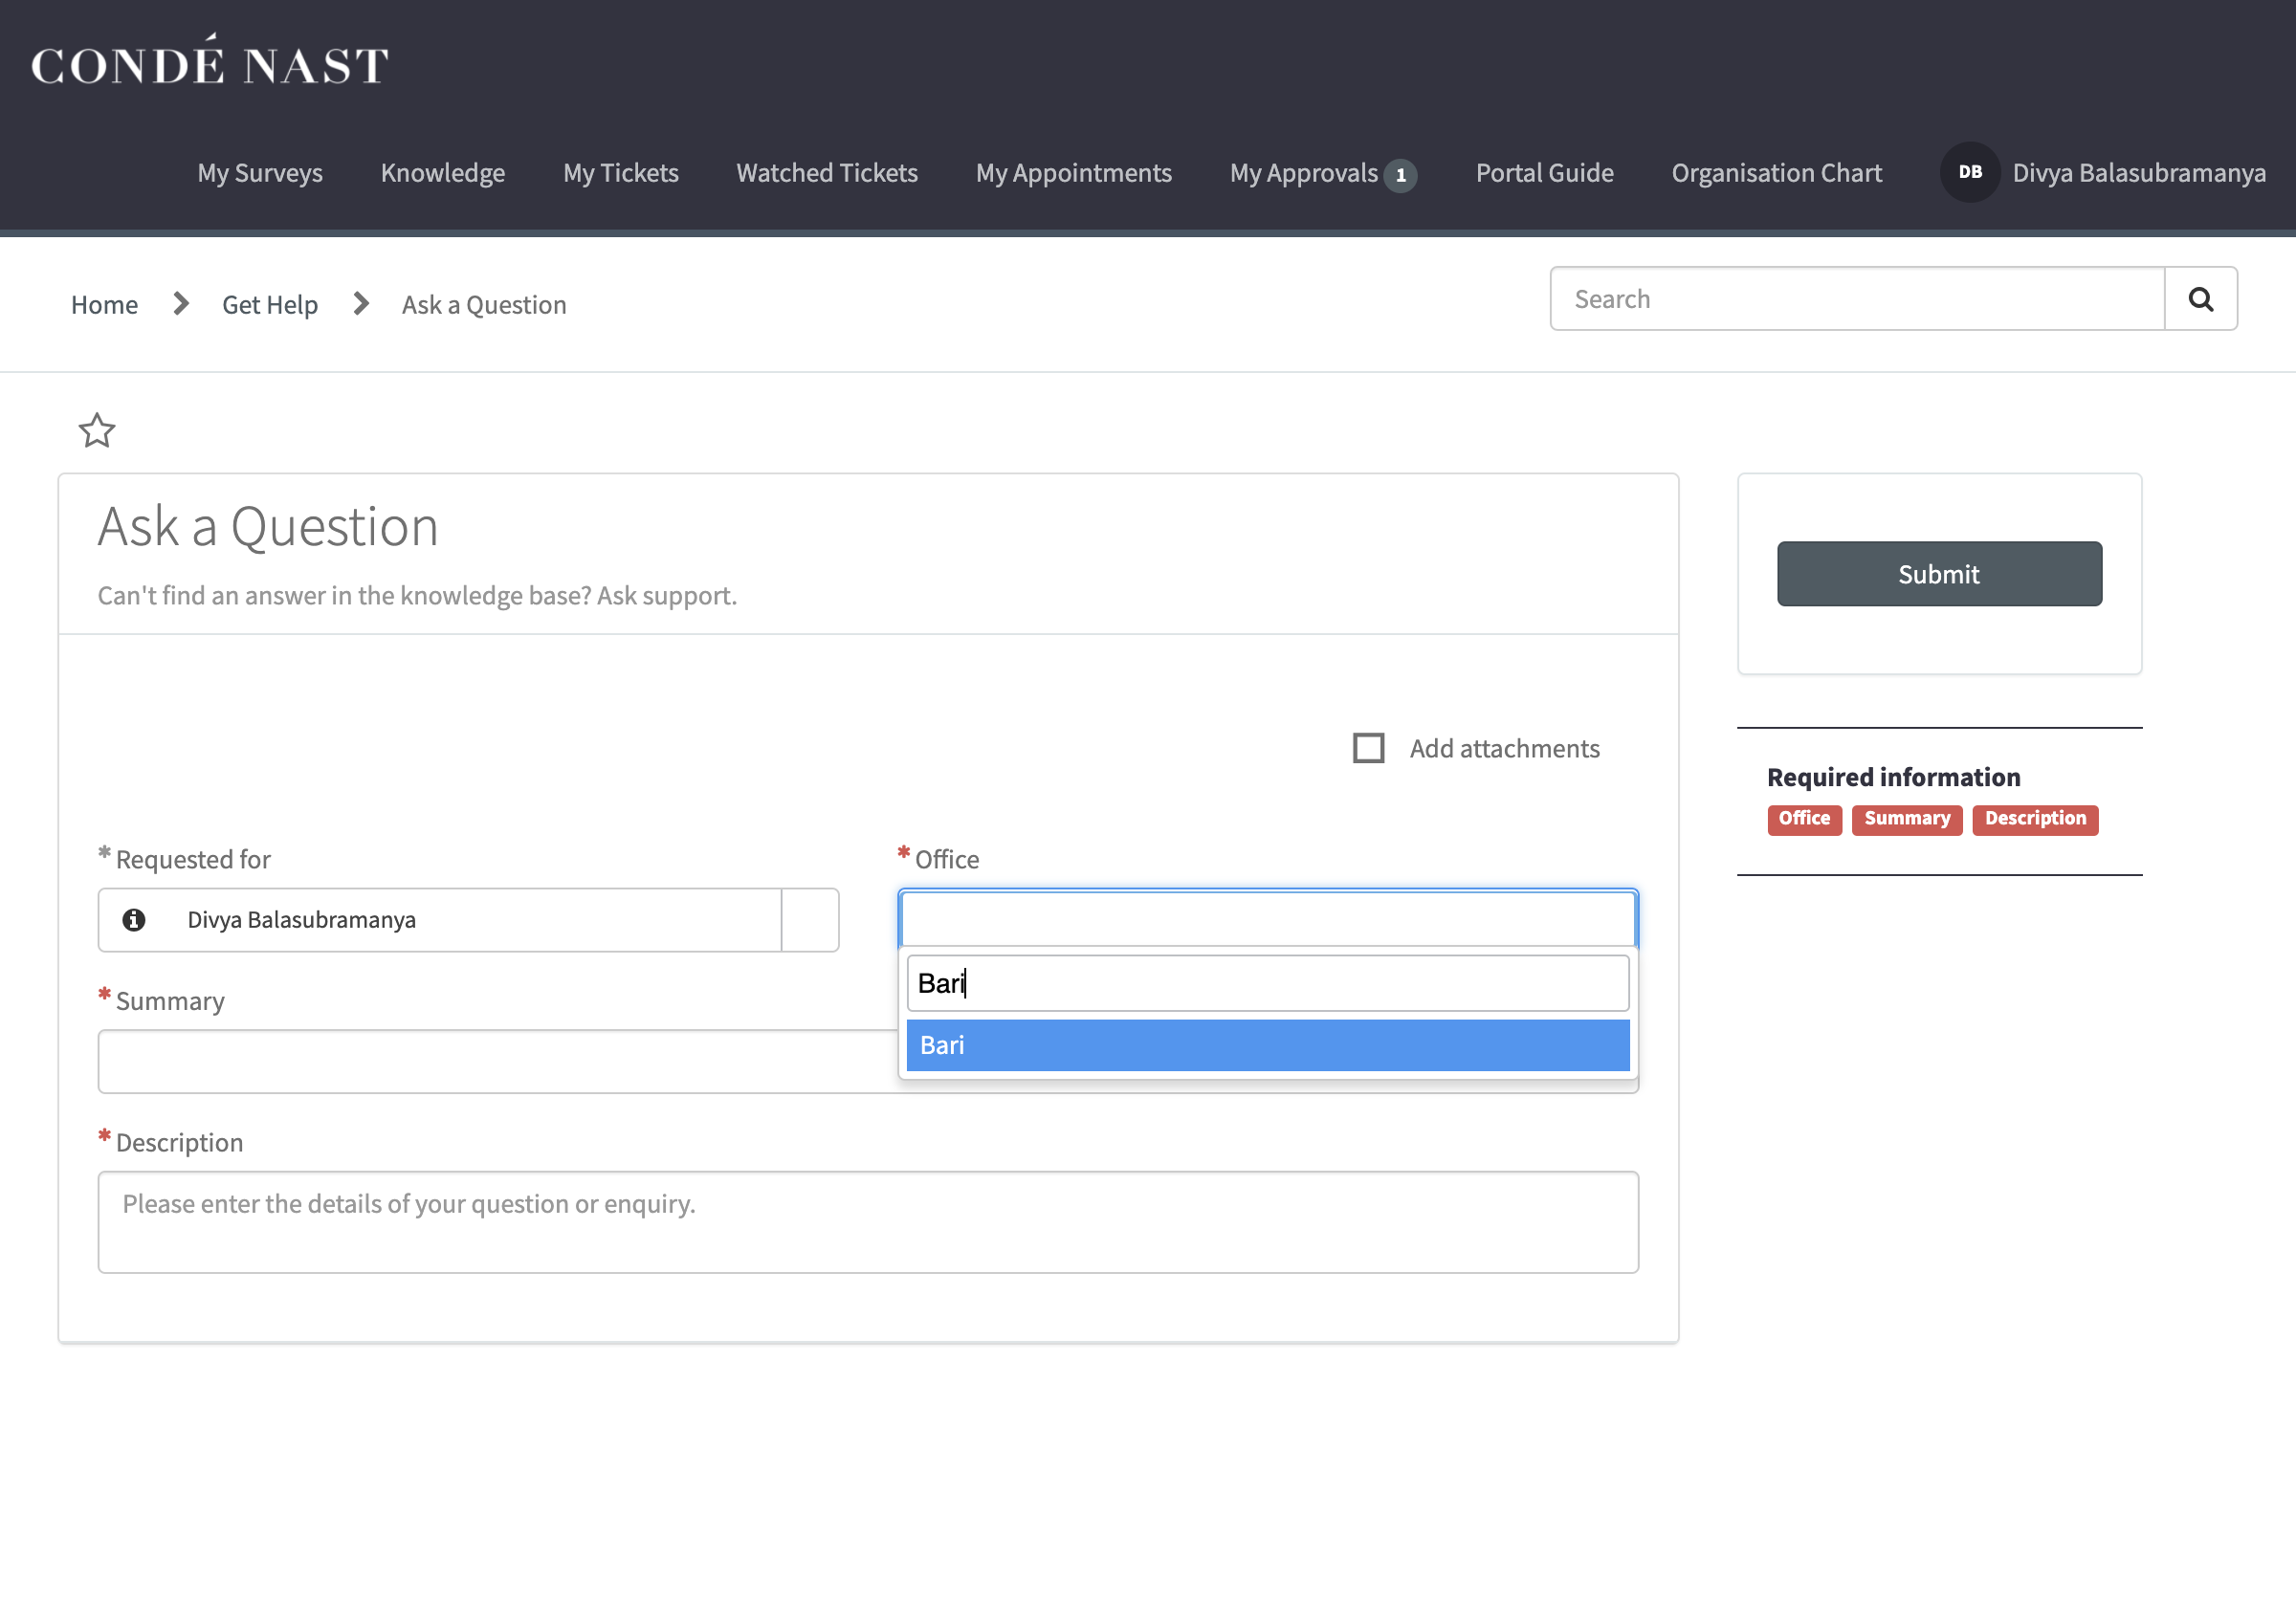 CONDÉ NAST
My Surveys Knowledge My Tickets Watched Tickets My Appointments My Approvals 1 Portal Guide Organisation Chart DB Divya Balasubramanya
Home Get Help Ask a Question
Search
Ask a Question
Can't find an answer in the knowledge base? Ask support.
Submit
Add attachments
Required information
Office Summary Description
* Requested for
* Office
Divya Balasubramanya
Bari
Bari
* Summary
* Description
Please enter the details of your question or enquiry.